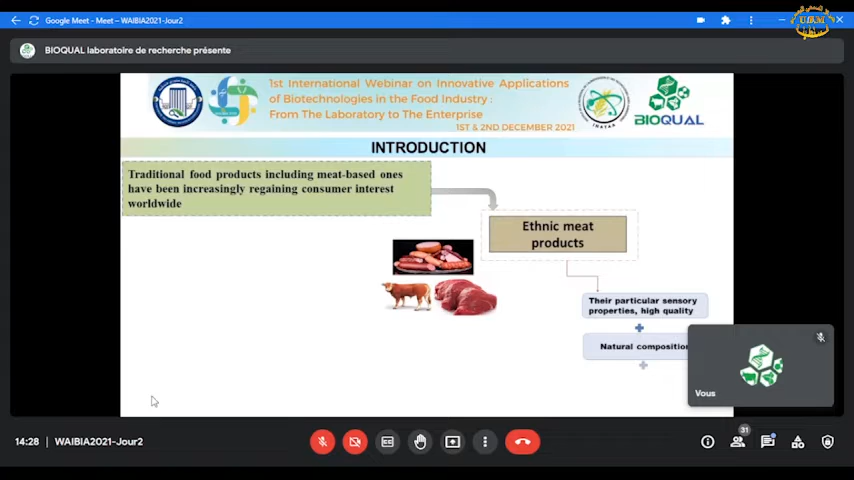 Google Meet - Meet – WAIBIA2021-Jour2
UBM
BIOQUAL laboratoire de recherche présente
1st International Webinar on Innovative Applications
of Biotechnologies in the Food Industry :
From The Laboratory to The Enterprise
1ST & 2ND DECEMBER 2021
INATAA
BIOQUAL
INTRODUCTION
Traditional food products including meat-based ones
have been increasingly regaining consumer interest
worldwide
Ethnic meat
products
Their particular sensory
properties, high quality
Natural composition
Vous
14:28 | WAIBIA2021-Jour2
31